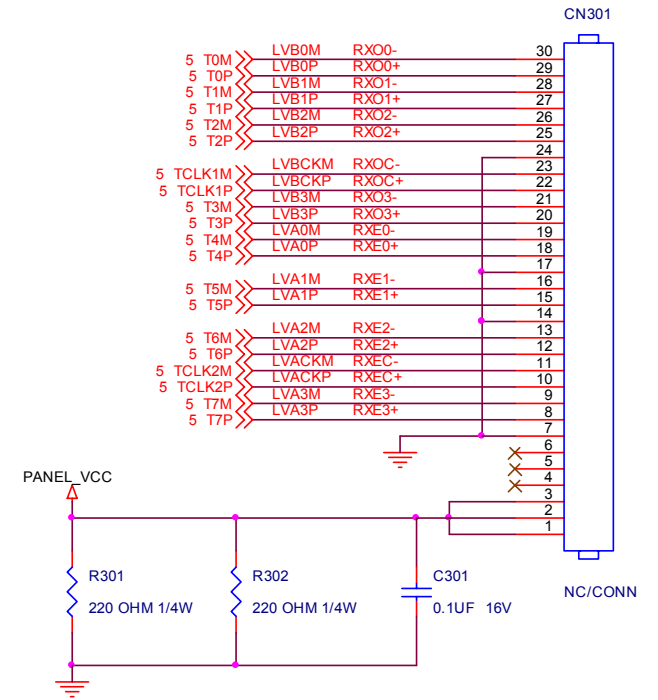 CN301
5 T0M LVB0M RXO0- 30
5 T0P LVB0P RXO0+ 29
5 T1M LVB1M RXO1- 28
5 T1P LVB1P RXO1+ 27
5 T2M LVB2M RXO2- 26
5 T2P LVB2P RXO2+ 25
24
5 TCLK1M LVBCKM RXOC- 23
5 TCLK1P LVBCKP RXOC+ 22
5 T3M LVB3M RXO3- 21
5 T3P LVB3P RXO3+ 20
5 T4M LVA0M RXE0- 19
5 T4P LVA0P RXE0+ 18
17
5 T5M LVA1M RXE1- 16
5 T5P LVA1P RXE1+ 15
14
5 T6M LVA2M RXE2- 13
5 T6P LVA2P RXE2+ 12
5 TCLK2M LVACKM RXEC- 11
5 TCLK2P LVACKP RXEC+ 10
5 T7M LVA3M RXE3- 9
5 T7P LVA3P RXE3+ 8
7
6
5
4
3
2
1
PANEL_VCC
R301
220 OHM 1/4W
R302
220 OHM 1/4W
C301
0.1UF 16V
NC/CONN